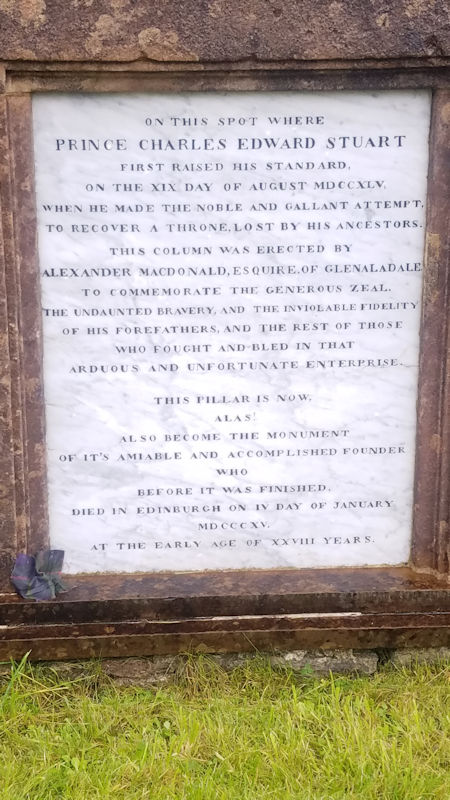 ON THIS SPOT WHERE
PRINCE CHARLES EDWARD STUART
FIRST RAISED HIS STANDARD,
ON THE XIX DAY OF AUGUST MDCCXLV,
WHEN HE MADE THE NOBLE AND GALLANT ATTEMPT,
TO RECOVER A THRONE, LOST BY HIS ANCESTORS.
THIS COLUMN WAS ERECTED BY
ALEXANDER MACDONALD, ESQUIRE, OF GLENALADALE
TO COMMEMORATE THE GENEROUS ZEAL,
THE UNDAUNTED BRAVERY, AND THE INVIOLABLE FIDELITY
OF HIS FOREFATHERS, AND THE REST OF THOSE
WHO FOUGHT AND BLED IN THAT
ARDUOUS AND UNFORTUNATE ENTERPRISE.
THIS PILLAR IS NOW,
ALAS!
ALSO BECOME THE MONUMENT
OF IT'S AMIABLE AND ACCOMPLISHED FOUNDER
WHO
BEFORE IT WAS FINISHED,
DIED IN EDINBURGH ON IV DAY OF JANUARY
MDCCCXV,
AT THE EARLY AGE OF XXVIII YEARS.